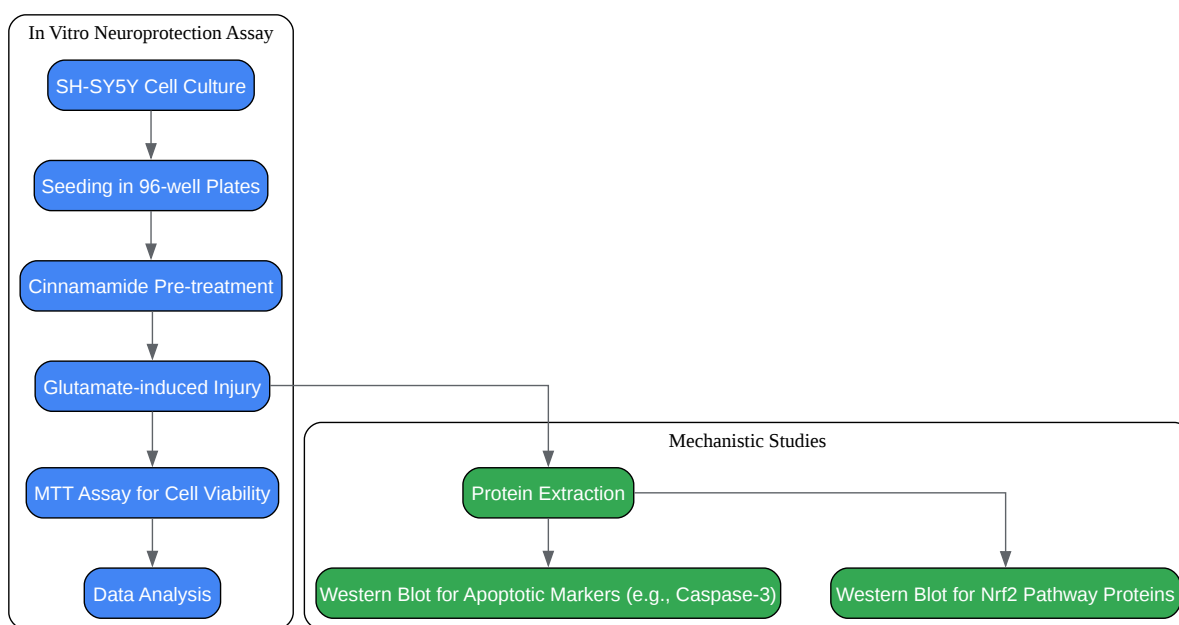 In Vitro Neuroprotection Assay
SH-SY5Y Cell Culture
Seeding in 96-well Plates
Cinnamamide Pre-treatment
Glutamate-induced Injury
MTT Assay for Cell Viability
Data Analysis
Mechanistic Studies
Protein Extraction
Western Blot for Apoptotic Markers (e.g., Caspase-3)
Western Blot for Nrf2 Pathway Proteins